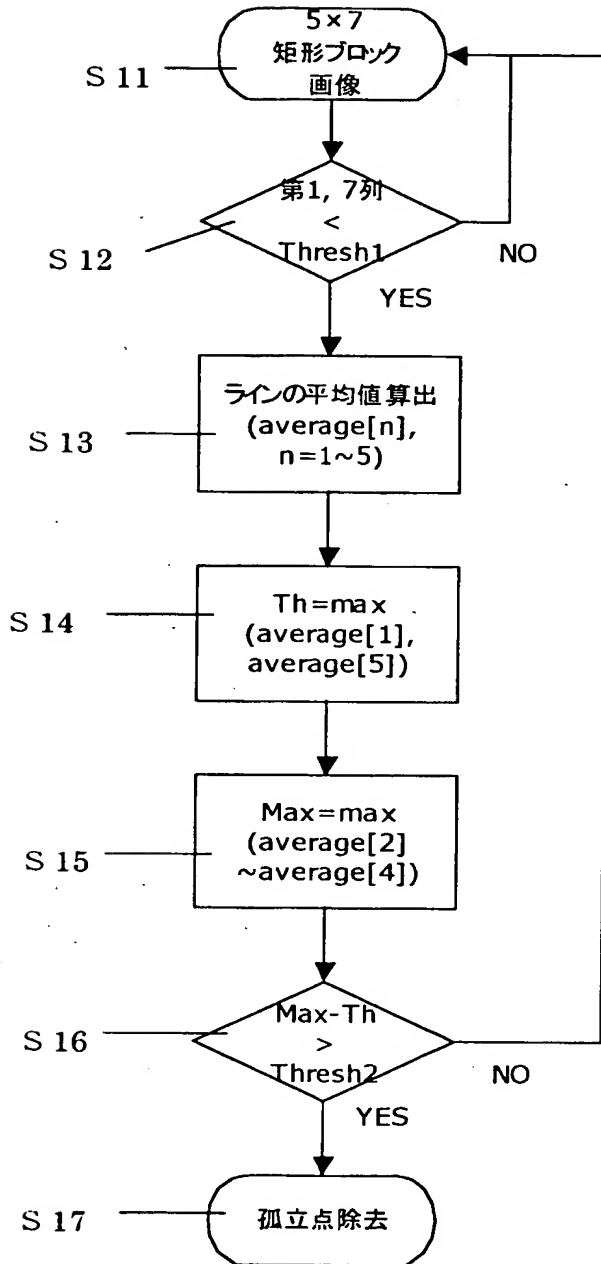 5×7
矩形ブロック
画像
S 11
第1, 7列
<
Thresh1
S 12
NO
YES
ラインの平均値算出
(average[n],
n=1~5)
S 13
Th=max
(average[1],
average[5])
S 14
Max=max
(average[2]
~average[4])
S 15
Max-Th
>
Thresh2
S 16
NO
YES
孤立点除去
S 17